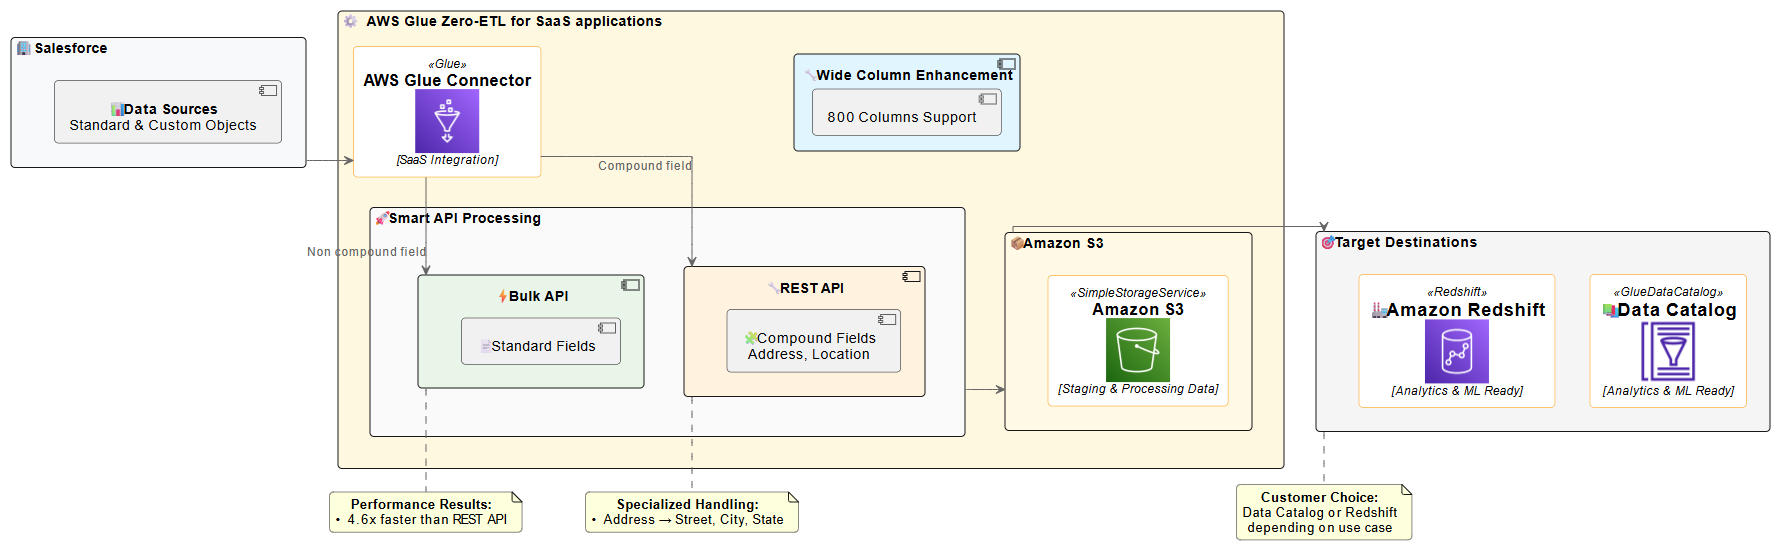 Salesforce
Data Sources
Standard & Custom Objects
AWS Glue Zero-ETL for SaaS applications
«Glue»
AWS Glue Connector
[SaaS Integration]
Wide Column Enhancement
800 Columns Support
Compound field
Non compound field
Smart API Processing
Bulk API
Standard Fields
REST API
Compound Fields
Address, Location
Amazon S3
«SimpleStorageService»
Amazon S3
[Staging & Processing Data]
Target Destinations
«Redshift»
Amazon Redshift
[Analytics & ML Ready]
«GlueDataCatalog»
Data Catalog
[Analytics & ML Ready]
Performance Results:
• 4.6x faster than REST API
Specialized Handling:
• Address → Street, City, State
Customer Choice:
Data Catalog or Redshift
depending on use case